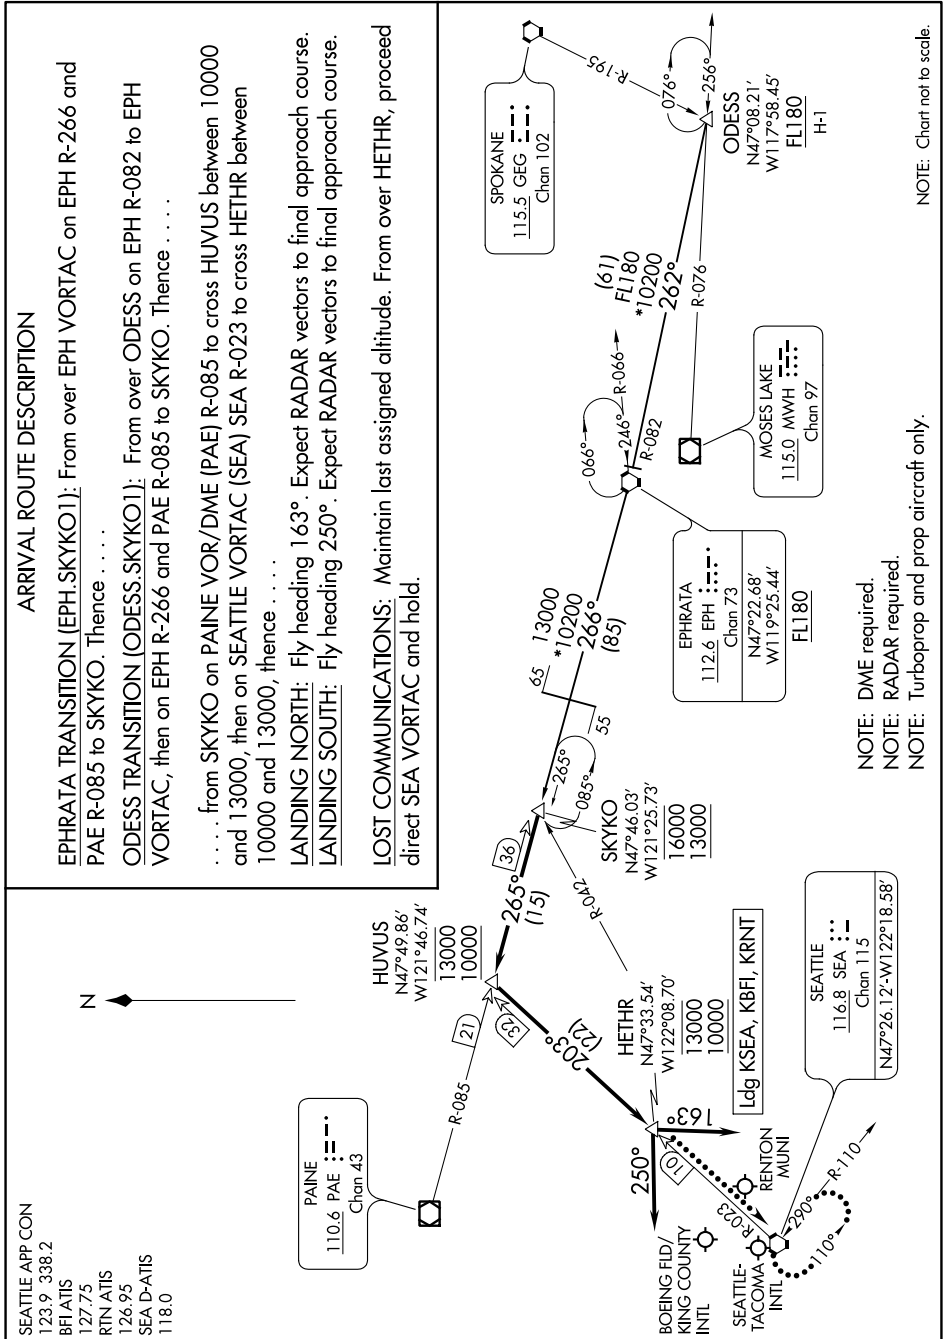 SEATTLE APP CON
123.9 338.2
BFI ATIS
127.75
RTN ATIS
126.95
SEA D-ATIS
118.0
ARRIVAL ROUTE DESCRIPTION
EPHRATA TRANSITION (EPH.SKYKO1): From over EPH VORTAC on EPH R-266 and
PAE R-085 to SKYKO. Thence . . . .
ODESS TRANSITION (ODESS.SKYKO1): From over ODESS on EPH R-082 to EPH
VORTAC, then on EPH R-266 and PAE R-085 to SKYKO. Thence . . . .
. . . . from SKYKO on PAINE VOR/DME (PAE) R-085 to cross HUVUS between 10000
and 13000, then on SEATTLE VORTAC (SEA) SEA R-023 to cross HETHR between
10000 and 13000, thence . . . .
LANDING NORTH: Fly heading 163°. Expect RADAR vectors to final approach course.
LANDING SOUTH: Fly heading 250°. Expect RADAR vectors to final approach course.
LOST COMMUNICATIONS: Maintain last assigned altitude. From over HETHR, proceed
direct SEA VORTAC and hold.
N
PAINE
110.6 PAE
Chan 43
R-085
21
32
HUVUS
N47°49.86'
W121°46.74'
13000
10000
36
265°
(15)
203°
(22)
R-042
SKYKO
N47°46.03'
W121°25.73'
16000
13000
265°
085°
65
55
13000
*10200
266°
(85)
066°
246°
R-066
R-082
EPHRATA
112.6 EPH
Chan 73
N47°22.68'
W119°25.44'
FL180
(61)
FL180
*10200
262°
R-076
MOSES LAKE
115.0 MWH
Chan 97
SPOKANE
115.5 GEG
Chan 102
R-195
076°
256°
ODESS
N47°08.21'
W117°58.45'
FL180
H-1
HETHR
N47°33.54'
W122°08.70'
13000
10000
Ldg KSEA, KBFI, KRNT
163°
250°
10
R-023
BOEING FLD/
KING COUNTY
INTL
SEATTLE-
TACOMA
INTL
RENTON
MUNI
290°
R-110
110°
SEATTLE
116.8 SEA
Chan 115
N47°26.12'-W122°18.58'
NOTE: DME required.
NOTE: RADAR required.
NOTE: Turboprop and prop aircraft only.
NOTE: Chart not to scale.